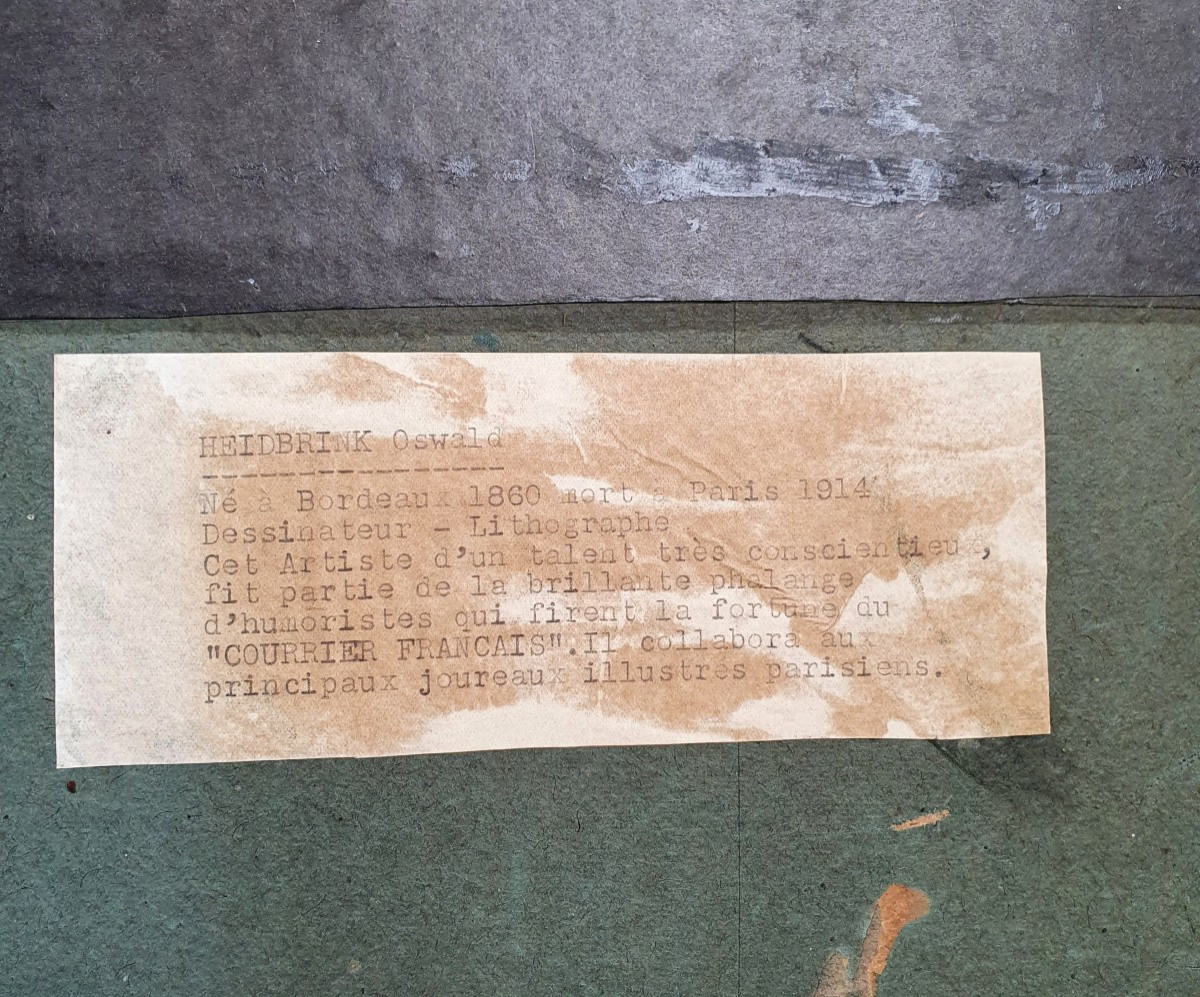 HEIDBRINK Oswald
-----------------
Né à Bordeaux 1860 mort à Paris 1914
Dessinateur - Lithographe
Cet Artiste d'un talent très conscientieux,
fit partie de la brillante phalange
d'humoristes qui firent la fortune du
"COURRIER FRANCAIS".Il collabora aux
principaux joureaux illustrés parisiens.